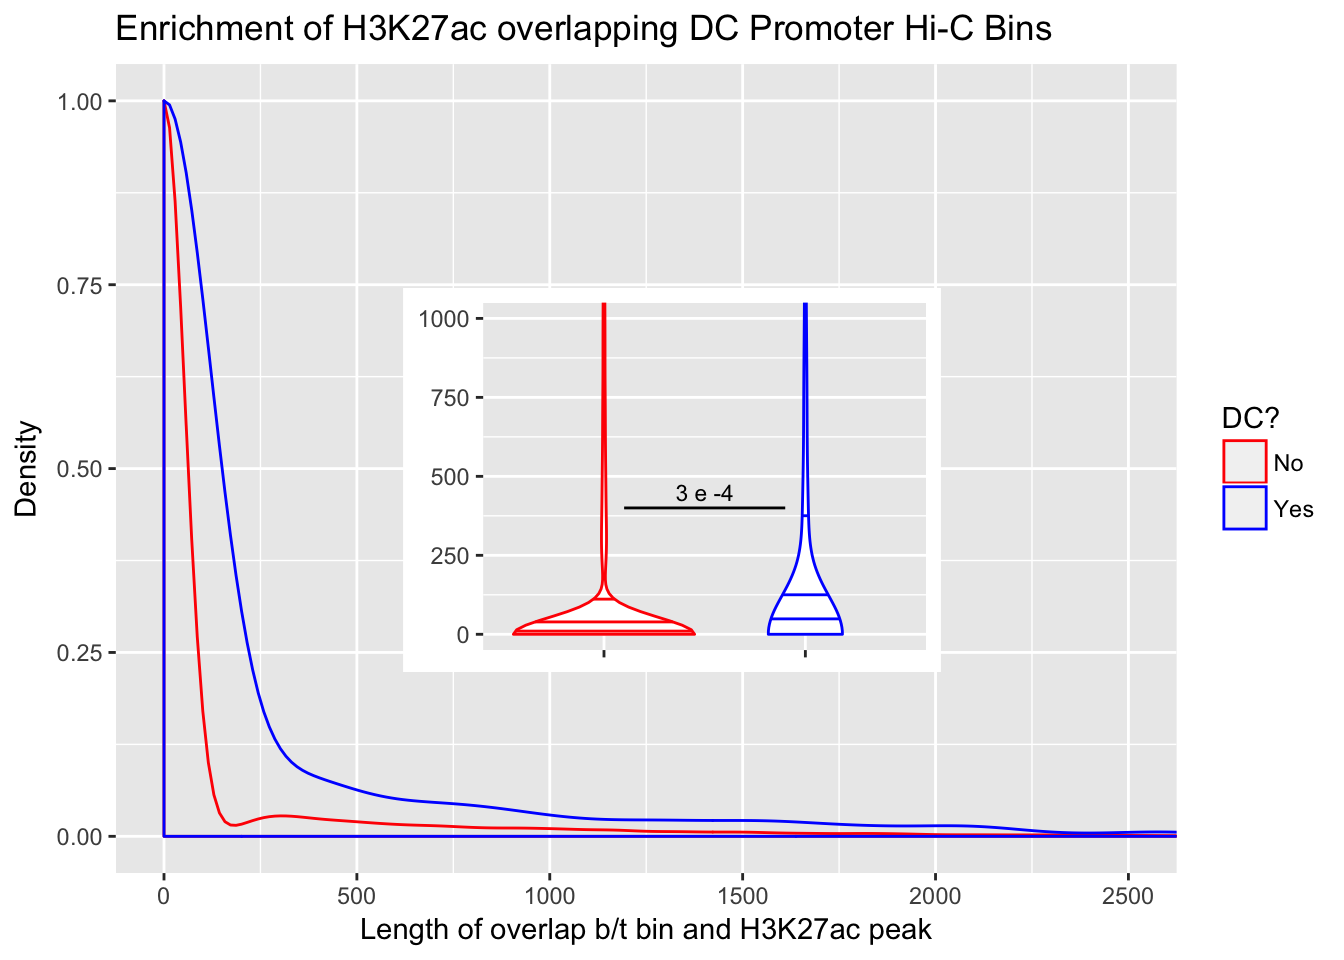 Enrichment of H3K27ac overlapping DC Promoter Hi-C Bins
Density
1.00
0.75
0.50
0.25
0.00
1000
750
500
250
0
3 e -4
DC?
No
Yes
0 500 1000 1500 2000 2500
Length of overlap b/t bin and H3K27ac peak